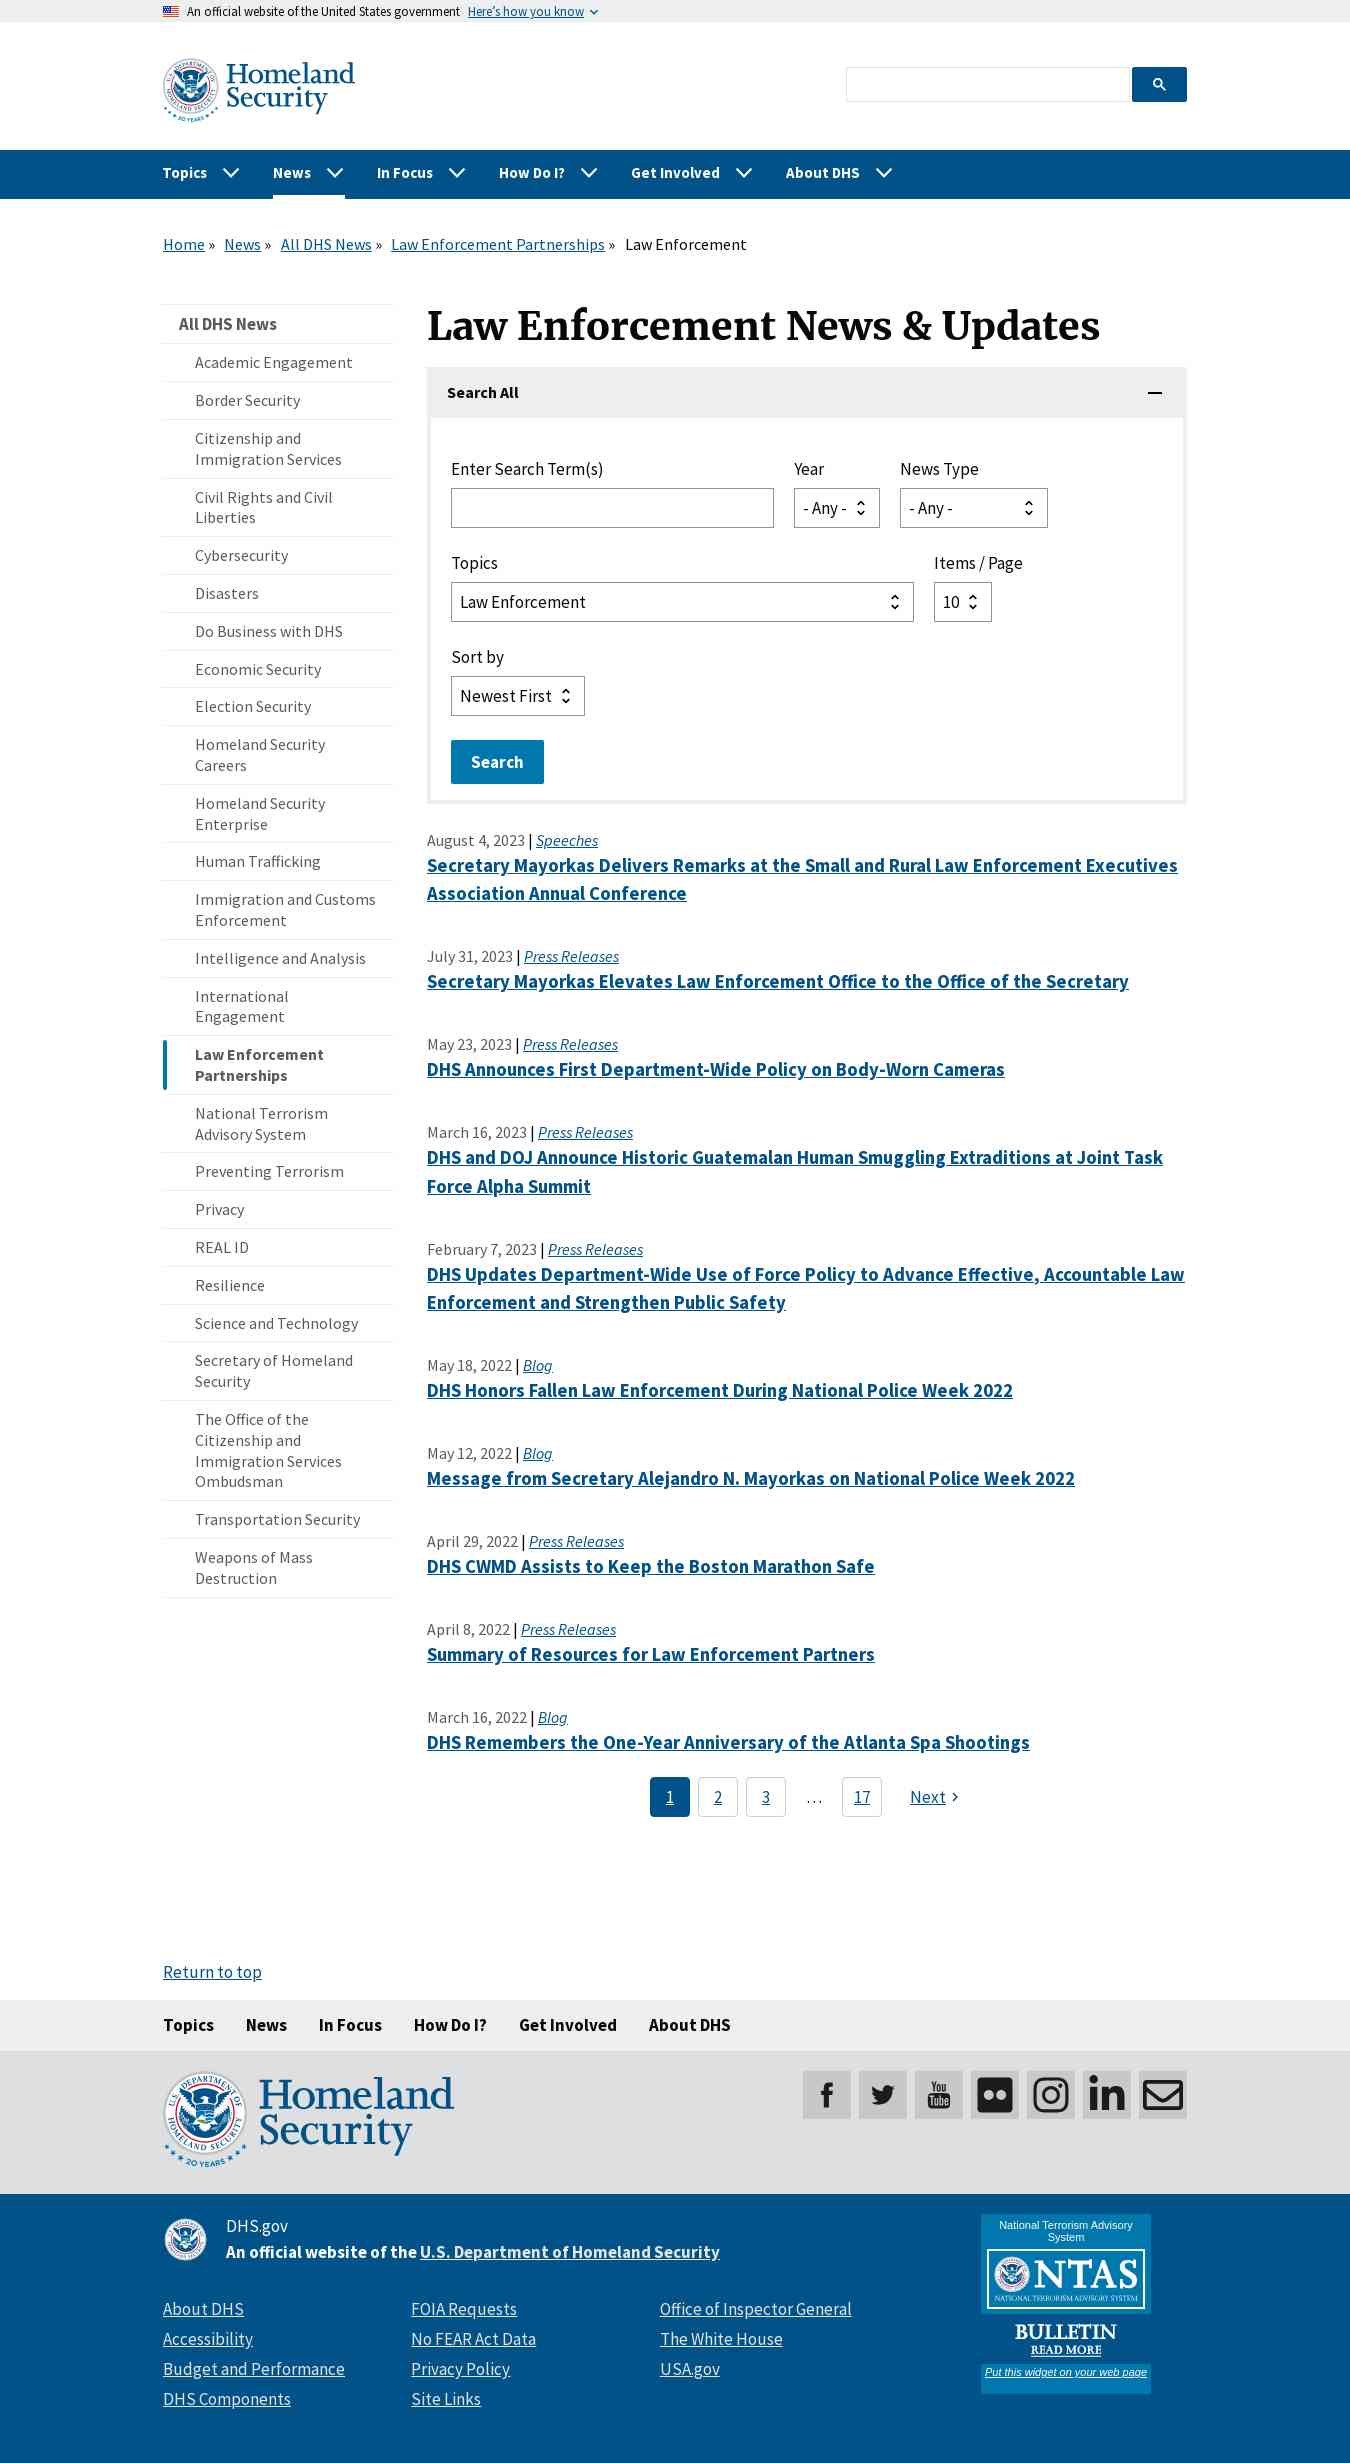 An official website of the United States government Here's how you know
Homeland
Security
Topics News In Focus How Do I? Get Involved About DHS
Home » News » All DHS News » Law Enforcement Partnerships » Law Enforcement
All DHS News
Academic Engagement
Border Security
Citizenship and
Immigration Services
Civil Rights and Civil
Liberties
Cybersecurity
Disasters
Do Business with DHS
Economic Security
Election Security
Homeland Security
Careers
Homeland Security
Enterprise
Human Trafficking
Immigration and Customs
Enforcement
Intelligence and Analysis
International
Engagement
Law Enforcement
Partnerships
National Terrorism
Advisory System
Preventing Terrorism
Privacy
REAL ID
Resilience
Science and Technology
Secretary of Homeland
Security
The Office of the
Citizenship and
Immigration Services
Ombudsman
Transportation Security
Weapons of Mass
Destruction
Law Enforcement News & Updates
Search All
Enter Search Term(s) Year News Type
- Any - - Any -
Topics Items / Page
Law Enforcement 10
Sort by
Newest First
Search
August 4, 2023 | Speeches
Secretary Mayorkas Delivers Remarks at the Small and Rural Law Enforcement Executives
Association Annual Conference
July 31, 2023 | Press Releases
Secretary Mayorkas Elevates Law Enforcement Office to the Office of the Secretary
May 23, 2023 | Press Releases
DHS Announces First Department-Wide Policy on Body-Worn Cameras
March 16, 2023 | Press Releases
DHS and DOJ Announce Historic Guatemalan Human Smuggling Extraditions at Joint Task
Force Alpha Summit
February 7, 2023 | Press Releases
DHS Updates Department-Wide Use of Force Policy to Advance Effective, Accountable Law
Enforcement and Strengthen Public Safety
May 18, 2022 | Blog
DHS Honors Fallen Law Enforcement During National Police Week 2022
May 12, 2022 | Blog
Message from Secretary Alejandro N. Mayorkas on National Police Week 2022
April 29, 2022 | Press Releases
DHS CWMD Assists to Keep the Boston Marathon Safe
April 8, 2022 | Press Releases
Summary of Resources for Law Enforcement Partners
March 16, 2022 | Blog
DHS Remembers the One-Year Anniversary of the Atlanta Spa Shootings
1 2 3 … 17 Next ›
Return to top
Topics News In Focus How Do I? Get Involved About DHS
U.S. DEPARTMENT OF
HOMELAND SECURITY
20 YEARS
Homeland
Security
You
Tube
DHS.gov
An official website of the U.S. Department of Homeland Security
About DHS FOIA Requests Office of Inspector General
Accessibility No FEAR Act Data The White House
Budget and Performance Privacy Policy USA.gov
DHS Components Site Links
National Terrorism Advisory
System
NTAS
NATIONAL TERRORISM ADVISORY SYSTEM
BULLETIN
READ MORE
Put this widget on your web page